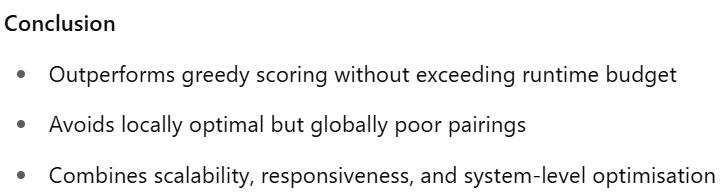 Conclusion
• Outperforms greedy scoring without exceeding runtime budget
• Avoids locally optimal but globally poor pairings
• Combines scalability, responsiveness, and system-level optimisation